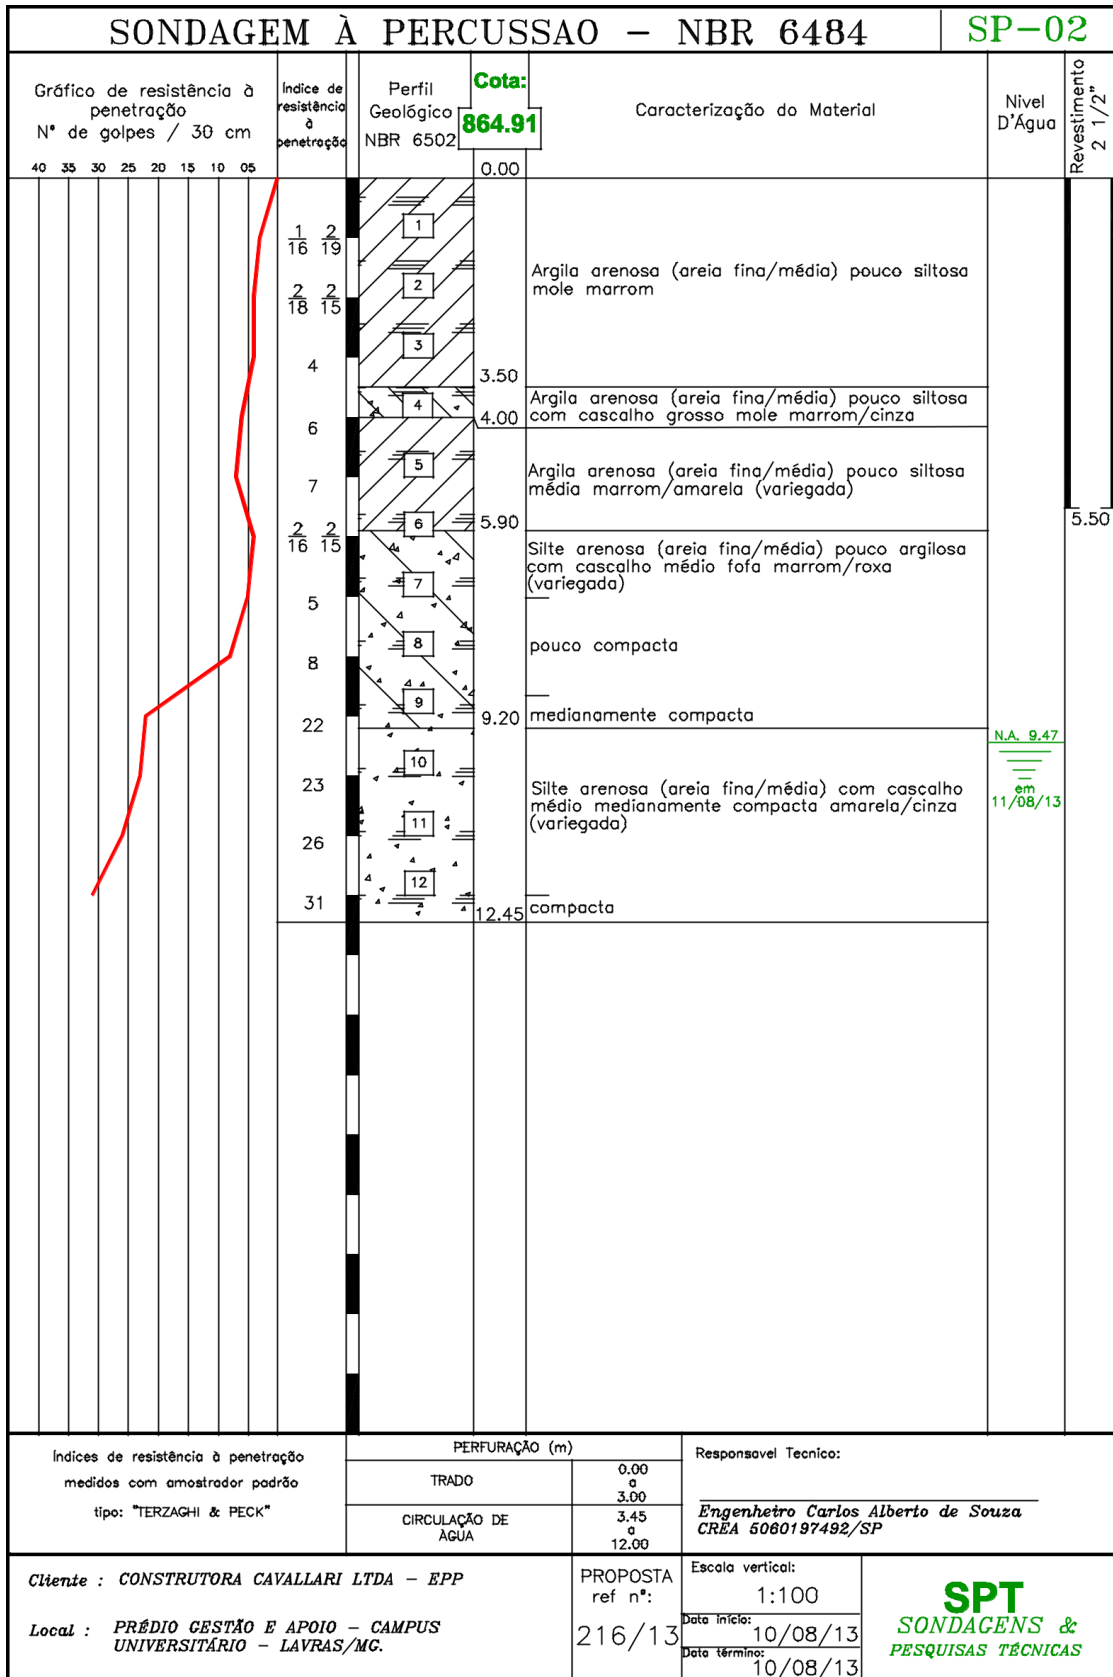 SONDAGEM À PERCUSSAO - NBR 6484
SP-02
Gráfico de resistência à
penetração
N° de golpes / 30 cm
40 35 30 25 20 15 10 05
Indice de
resistência
à
penetração
Perfil
Geológico
NBR 6502
Cota:
864.91
0.00
Caracterização do Material
Nivel
D'Água
Revestimento
2 1/2"
1/16 2/19
2/18 2/15
4
6
7
2/16 2/15
5
8
22
23
26
31
1
2
3
4
5
6
7
8
9
10
11
12
3.50
4.00
5.90
9.20
12.45
Argila arenosa (areia fina/média) pouco siltosa
mole marrom
Argila arenosa (areia fina/média) pouco siltosa
com cascalho grosso mole marrom/cinza
Argila arenosa (areia fina/média) pouco siltosa
média marrom/amarela (variegada)
Silte arenosa (areia fina/média) pouco argilosa
com cascalho médio fofa marrom/roxa
(variegada)
pouco compacta
medianamente compacta
Silte arenosa (areia fina/média) com cascalho
médio medianamente compacta amarela/cinza
(variegada)
compacta
N.A. 9.47
em
11/08/13
5.50
Indices de resistência à penetração
medidos com amostrador padrão
tipo: "TERZAGHI & PECK"
PERFURAÇÃO (m)
TRADO
0.00
a
3.00
CIRCULAÇÃO DE
ÁGUA
3.45
a
12.00
Responsavel Tecnico:
Engenheiro Carlos Alberto de Souza
CREA 5060197492/SP
Cliente : CONSTRUTORA CAVALLARI LTDA - EPP
Local : PRÉDIO GESTÃO E APOIO - CAMPUS
UNIVERSITÁRIO - LAVRAS/MG.
PROPOSTA
ref n°:
216/13
Escala vertical:
1:100
Data início:
10/08/13
Data término:
10/08/13
SPT
SONDAGENS &
PESQUISAS TÉCNICAS